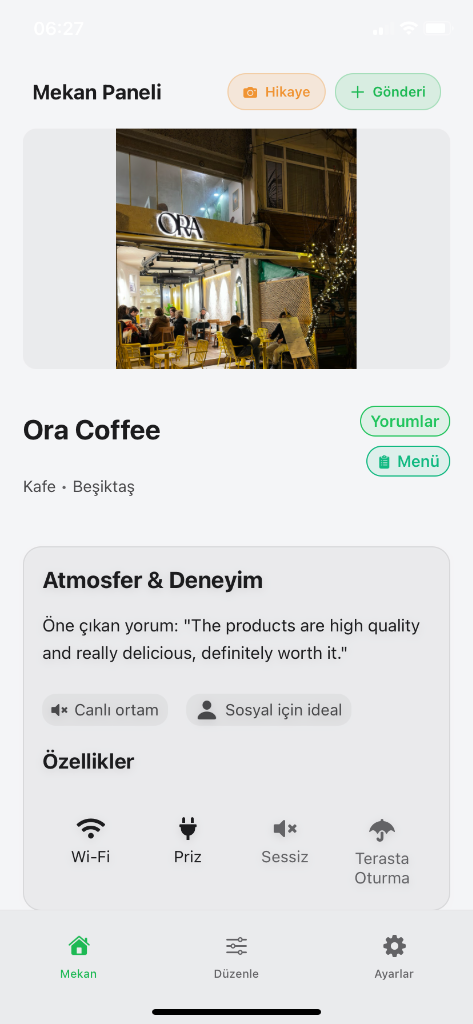 06:27
Mekan Paneli
Hikaye
Gönderi
ORA
Ora Coffee
Yorumlar
Menü
Kafe • Beşiktaş
Atmosfer & Deneyim
Öne çıkan yorum: "The products are high quality
and really delicious, definitely worth it."
Canlı ortam
Sosyal için ideal
Özellikler
Wi-Fi
Priz
Sessiz
Terasta
Oturma
Mekan
Düzenle
Ayarlar